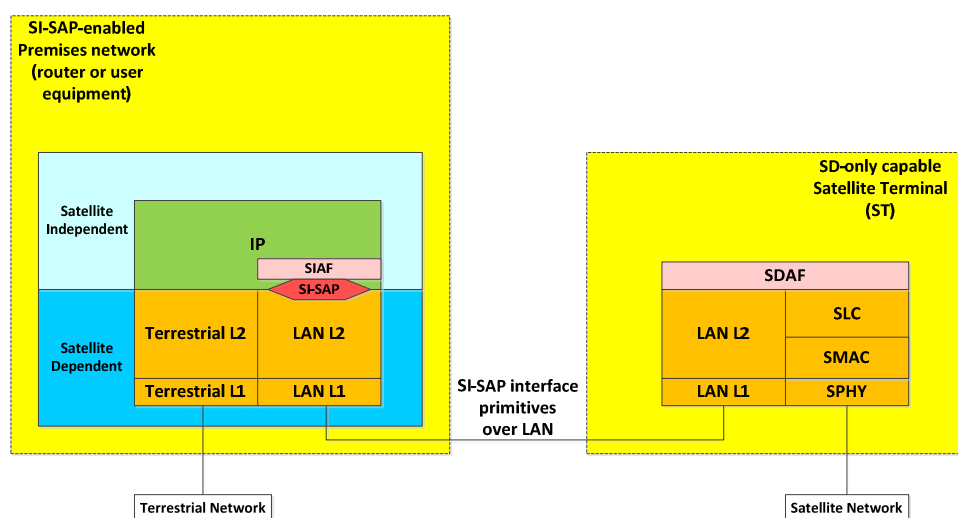 SI-SAP-enabled
Premises network
(router or user
equipment)
Satellite
Independent
IP
SIAF
SI-SAP
Satellite
Dependent
Terrestrial L2
LAN L2
Terrestrial L1
LAN L1
Terrestrial Network
SI-SAP interface
primitives
over LAN
SD-only capable
Satellite Terminal
(ST)
SDAF
LAN L2
SLC
SMAC
LAN L1
SPHY
Satellite Network